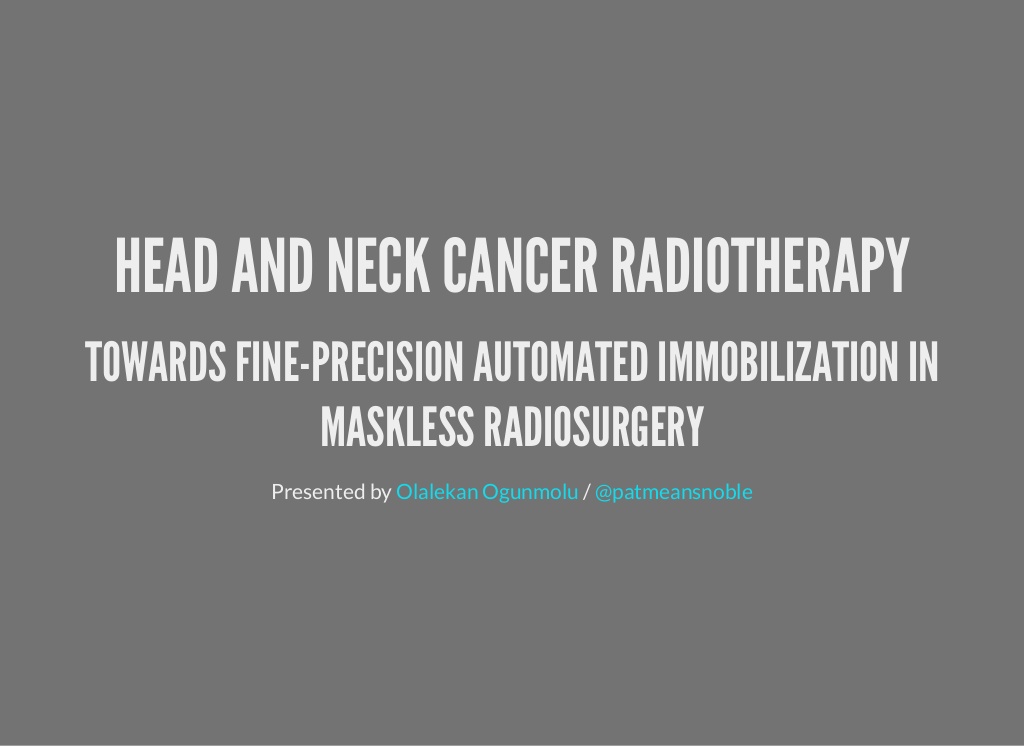 HEAD AND NECK CANCER RADIOTHERAPY
TOWARDS FINE-PRECISION AUTOMATED IMMOBILIZATION IN
MASKLESS RADIOSURGERY
Presented by Olalekan Ogunmolu / @patmeansnoble